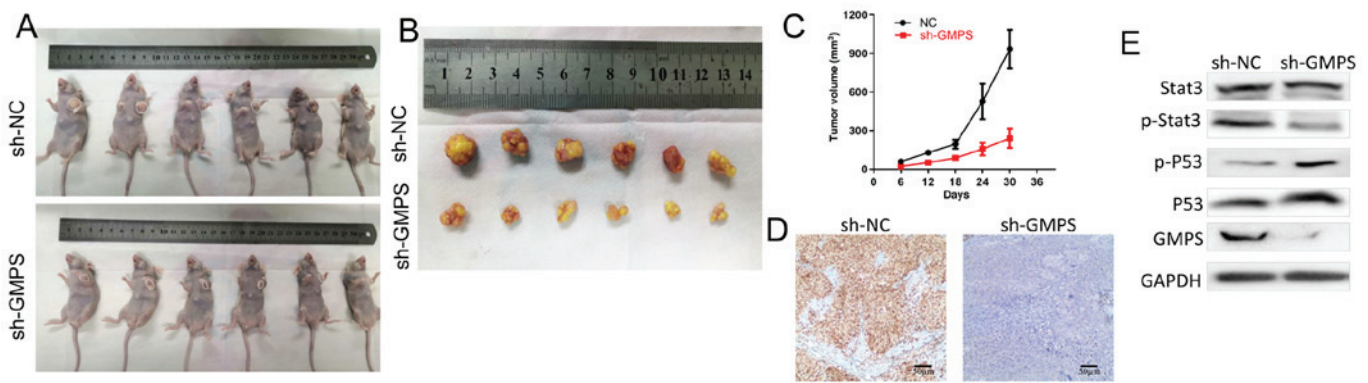 A
sh-NC
sh-GMPS
B
1 2 3 4 5 6 7 8 9 10 11 12 13 14
sh-NC
sh-GMPS
C
NC
sh-GMPS
Tumor volume (mm³)
1200
900
600
300
0
0 6 12 18 24 30 36
Days
D
sh-NC
sh-GMPS
50μm
50μm
E
sh-NC sh-GMPS
Stat3
p-Stat3
p-P53
P53
GMPS
GAPDH